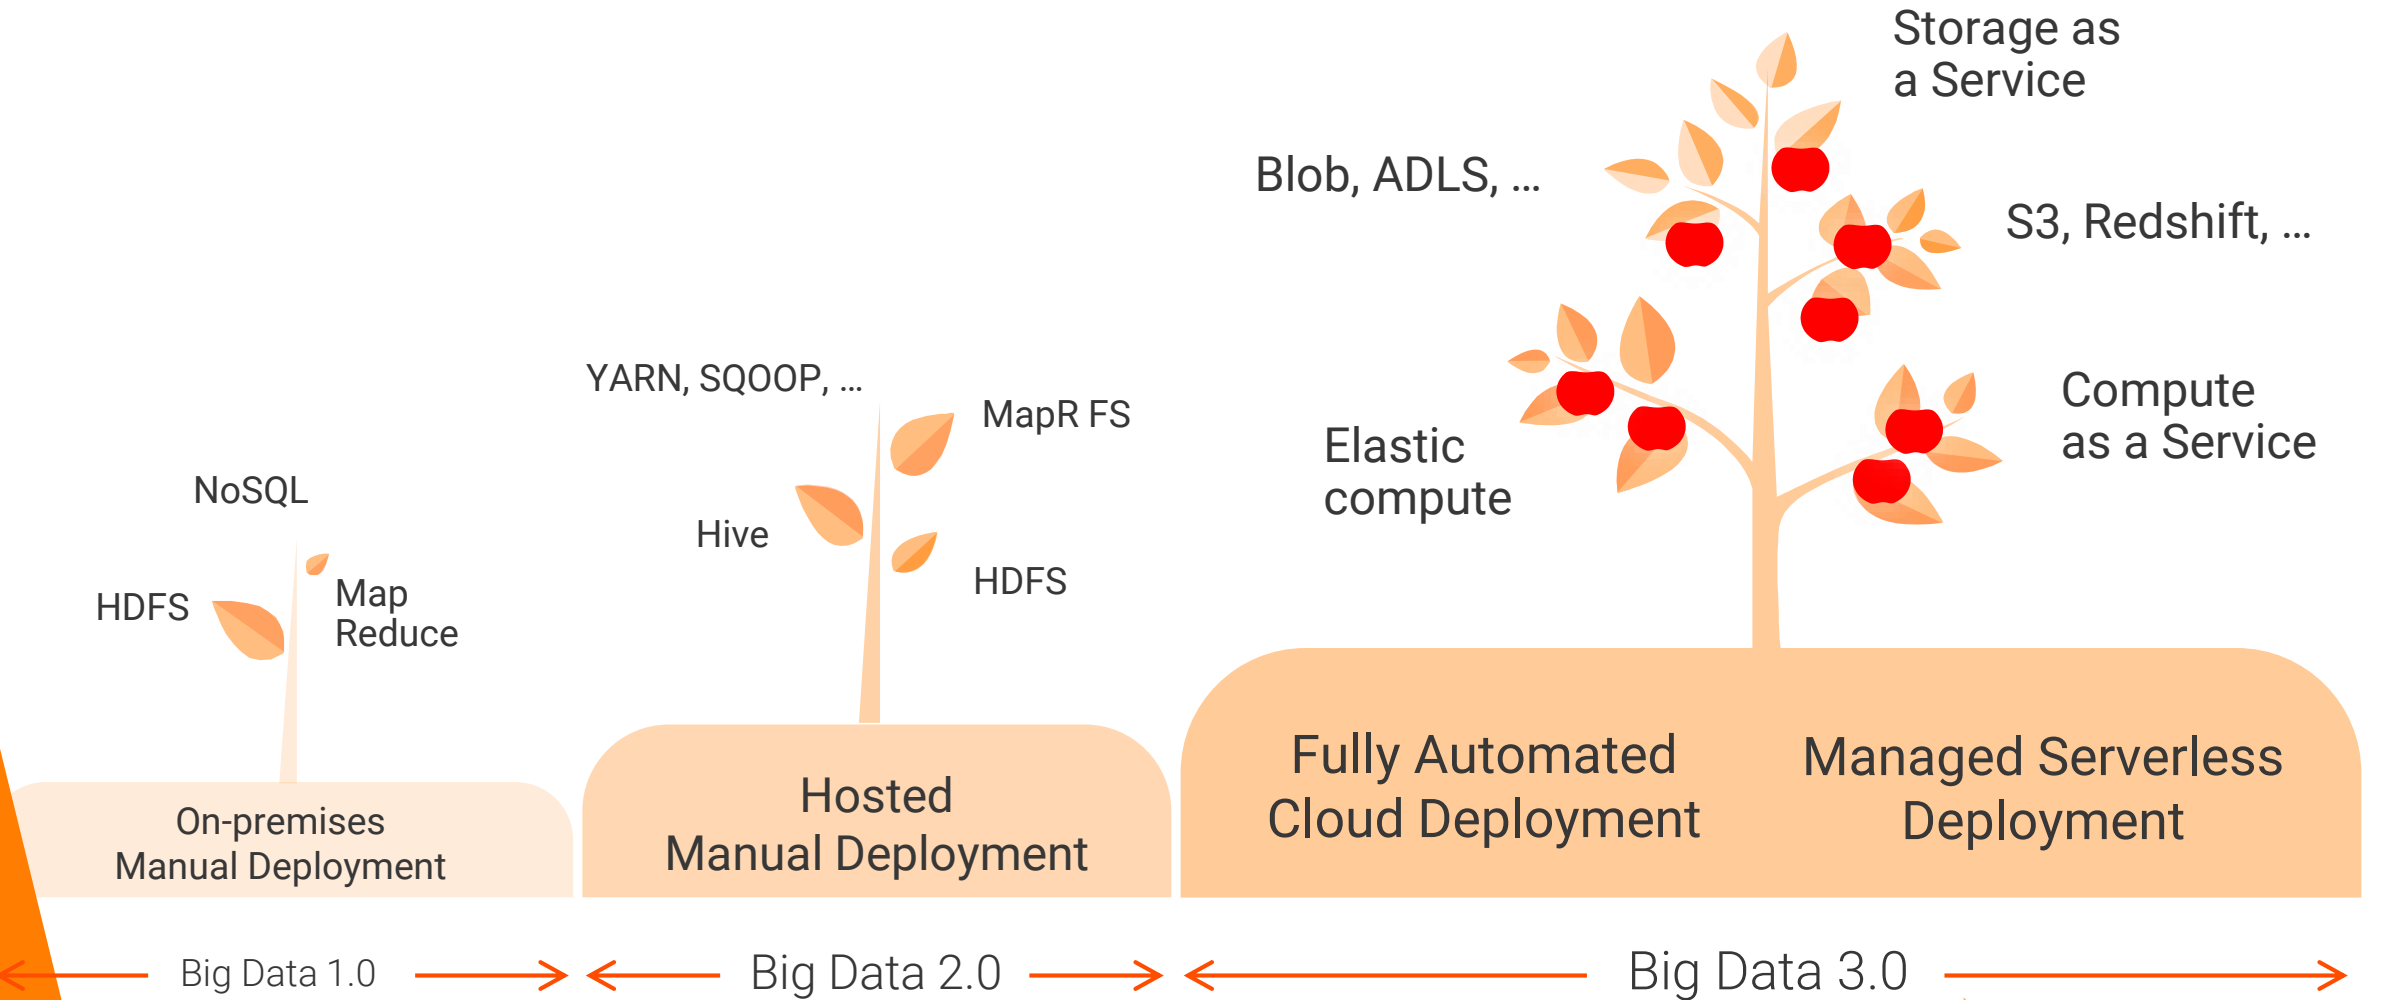 NoSQL
HDFS
Map
Reduce
On-premises
Manual Deployment
Big Data 1.0
YARN, SQOOP, ...
MapR FS
Hive
HDFS
Hosted
Manual Deployment
Big Data 2.0
Storage as
a Service
Blob, ADLS, ...
S3, Redshift, ...
Elastic
compute
Compute
as a Service
Fully Automated
Cloud Deployment
Managed Serverless
Deployment
Big Data 3.0